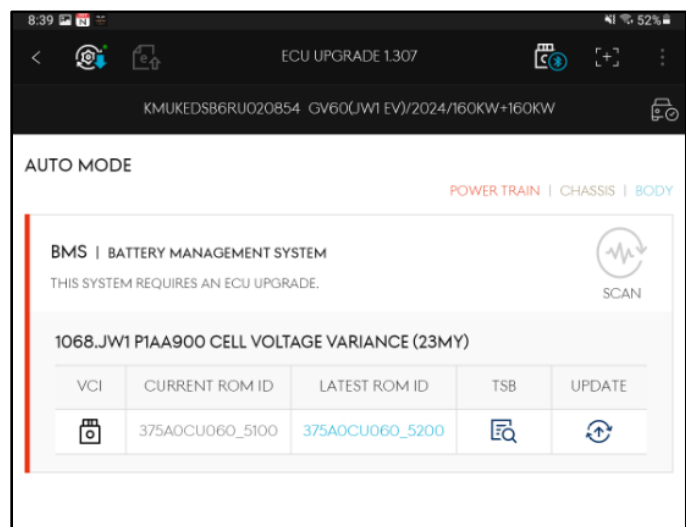 8:39 52%
ECU UPGRADE 1.307
KMUKEDSB6RU020854 GV60(JW1 EV)/2024/160KW+160KW
AUTO MODE
POWER TRAIN | CHASSIS | BODY
BMS | BATTERY MANAGEMENT SYSTEM
THIS SYSTEM REQUIRES AN ECU UPGRADE.
SCAN
1068.JW1 P1AA900 CELL VOLTAGE VARIANCE (23MY)
VCI CURRENT ROM ID LATEST ROM ID TSB UPDATE
375A0CU060_5100 375A0CU060_5200